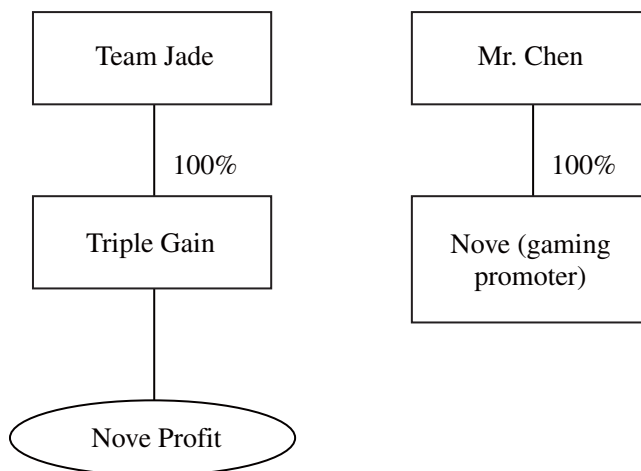 Team Jade
Mr. Chen
100%
100%
Triple Gain
Nove (gaming
promoter)
Nove Profit